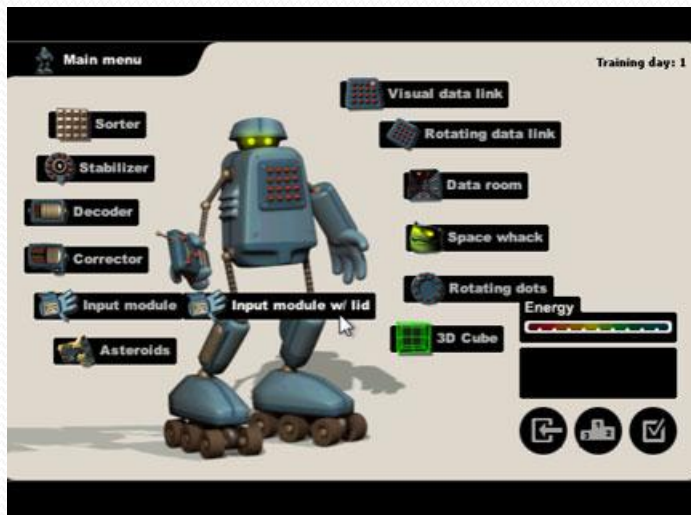 Main menu
Training day: 1
Visual data link
Sorter
Rotating data link
Stabilizer
Data room
Decoder
Space whack
Corrector
Rotating dots
Input module
Input module w/ lid
Energy
3D Cube
Asteroids